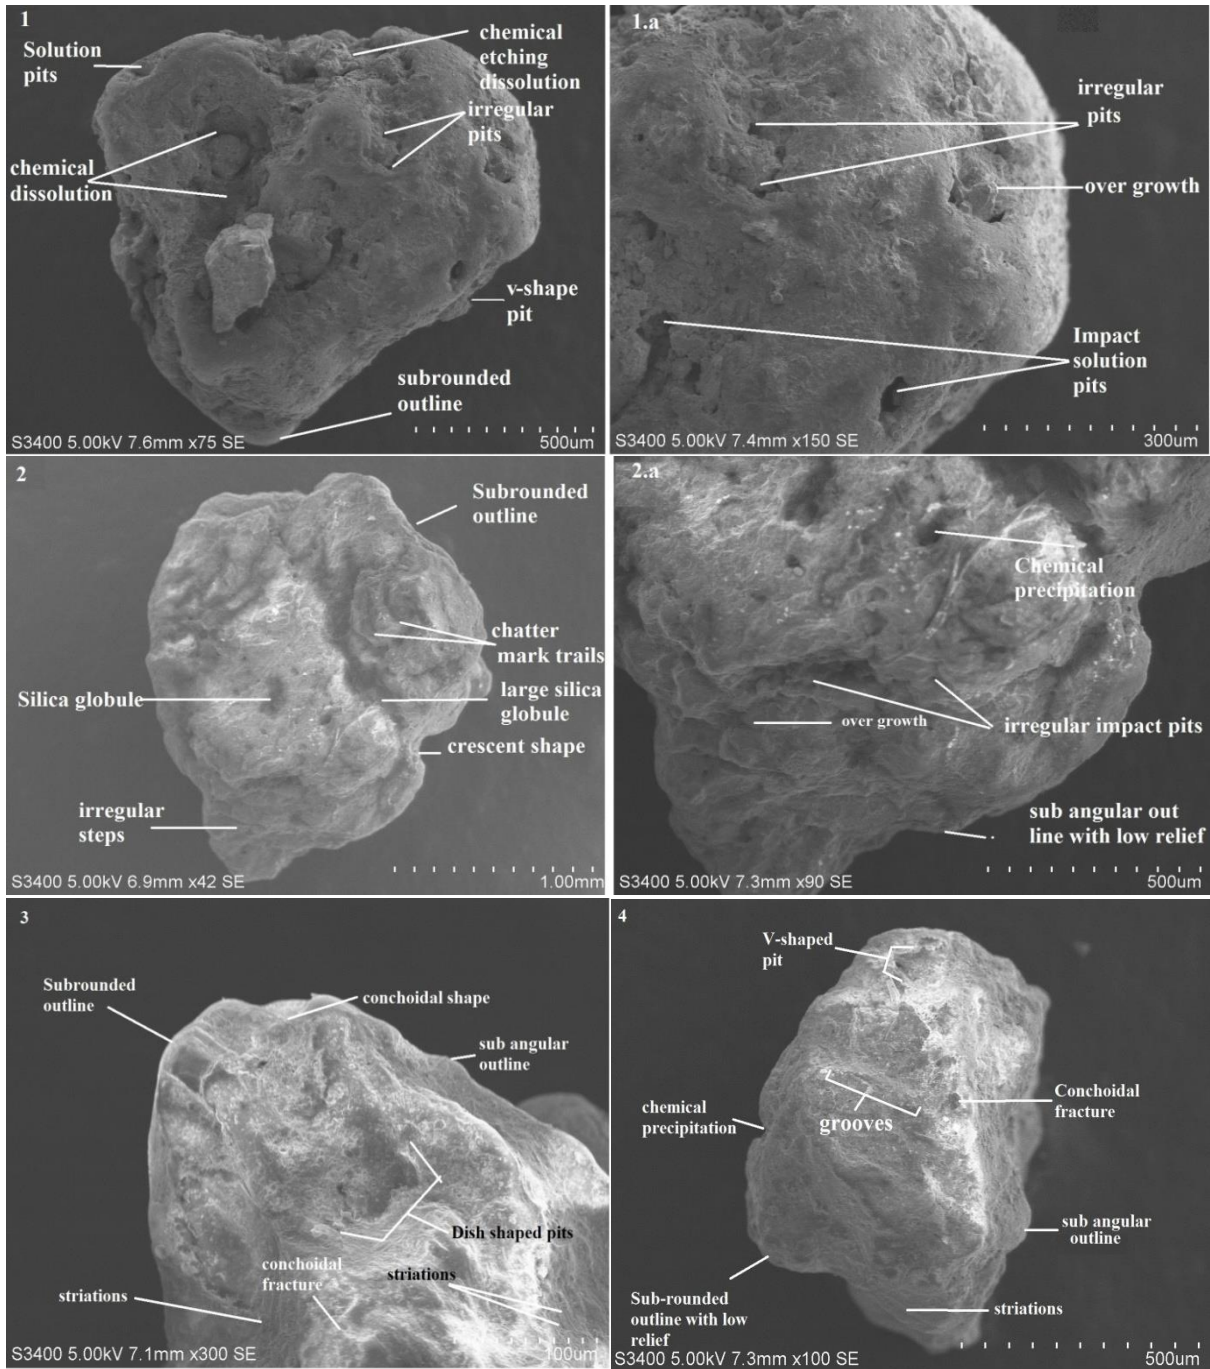 1
Solution
pits
chemical
etching
dissolution
irregular
pits
chemical
dissolution
v-shape
pit
subrounded
outline
S3400 5.00kV 7.6mm x75 SE
500um
1.a
irregular
pits
over growth
Impact
solution
pits
S3400 5.00kV 7.4mm x150 SE
300um
2
Subrounded
outline
chatter
mark trails
Silica globule
large silica
globule
crescent shape
irregular
steps
S3400 5.00kV 6.9mm x42 SE
1.00mm
2.a
Chemical
precipitation
over growth
irregular impact pits
sub angular out
line with low relief
S3400 5.00kV 7.3mm x90 SE
500um
3
Subrounded
outline
conchoidal shape
sub angular
outline
Dish shaped pits
conchoidal
fracture
striations
striations
S3400 5.00kV 7.1mm x300 SE
100um
4
V-shaped
pit
Conchoidal
fracture
chemical
precipitation
grooves
sub angular
outline
Sub-rounded
outline with low
relief
striations
S3400 5.00kV 7.3mm x100 SE
500um